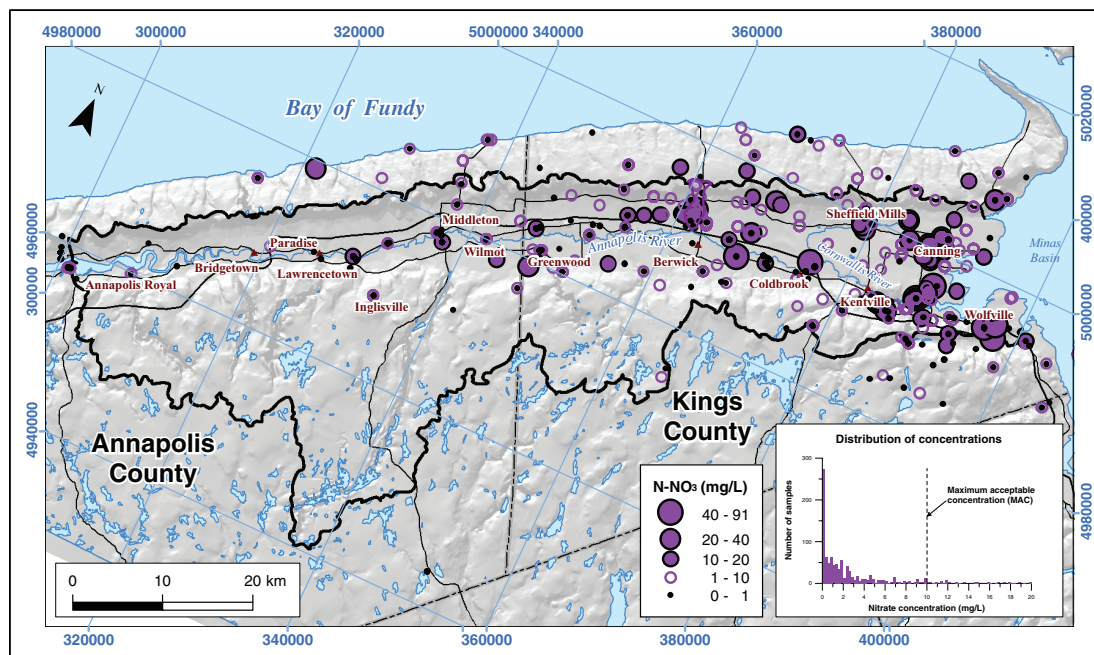 4980000
300000
320000
5000000
340000
3600000
380000
N
Bay of Fundy
5020000
400000
Minas
Basin
5000000
4980000
4960000
300000
4940000
Sheffield Mills
Middleton
Paradise
Wilmot
Annapolis River
Canning
Bridgetown
Greenwood
Berwick
Cornwallis River
Lawrencetown
Coldbrook
Annapolis Royal
Kentville
Inglisville
Wolfville
Annapolis
County
Kings
County
Distribution of concentrations
300
200
100
0
Number of samples
Maximum acceptable
concentration (MAC)
0 2 4 6 8 10 12 14 16 18 20
Nitrate concentration (mg/L)
N-NO3 (mg/L)
40 - 91
20 - 40
10 - 20
1 - 10
0 - 1
0 10 20 km
320000
340000
360000
380000
400000